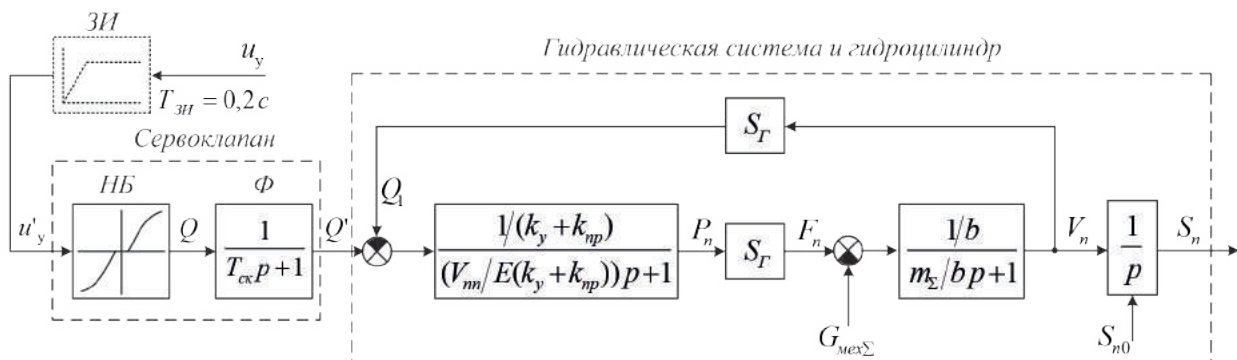 ЗИ
u_у
T_ЗИ = 0,2 с
Гидравлическая система и гидроцилиндр
S_Г
Сервоклапан
НБ
Ф
u'_у
Q
1
T_ск p + 1
Q'
Q_1
1/(k_у + k_пр)
(V_пп/E(k_у + k_пр)) p + 1
P_п
S_Г
F_п
G_мехΣ
1/b
m_Σ/b p + 1
V_п
1
p
S_п
S_п0